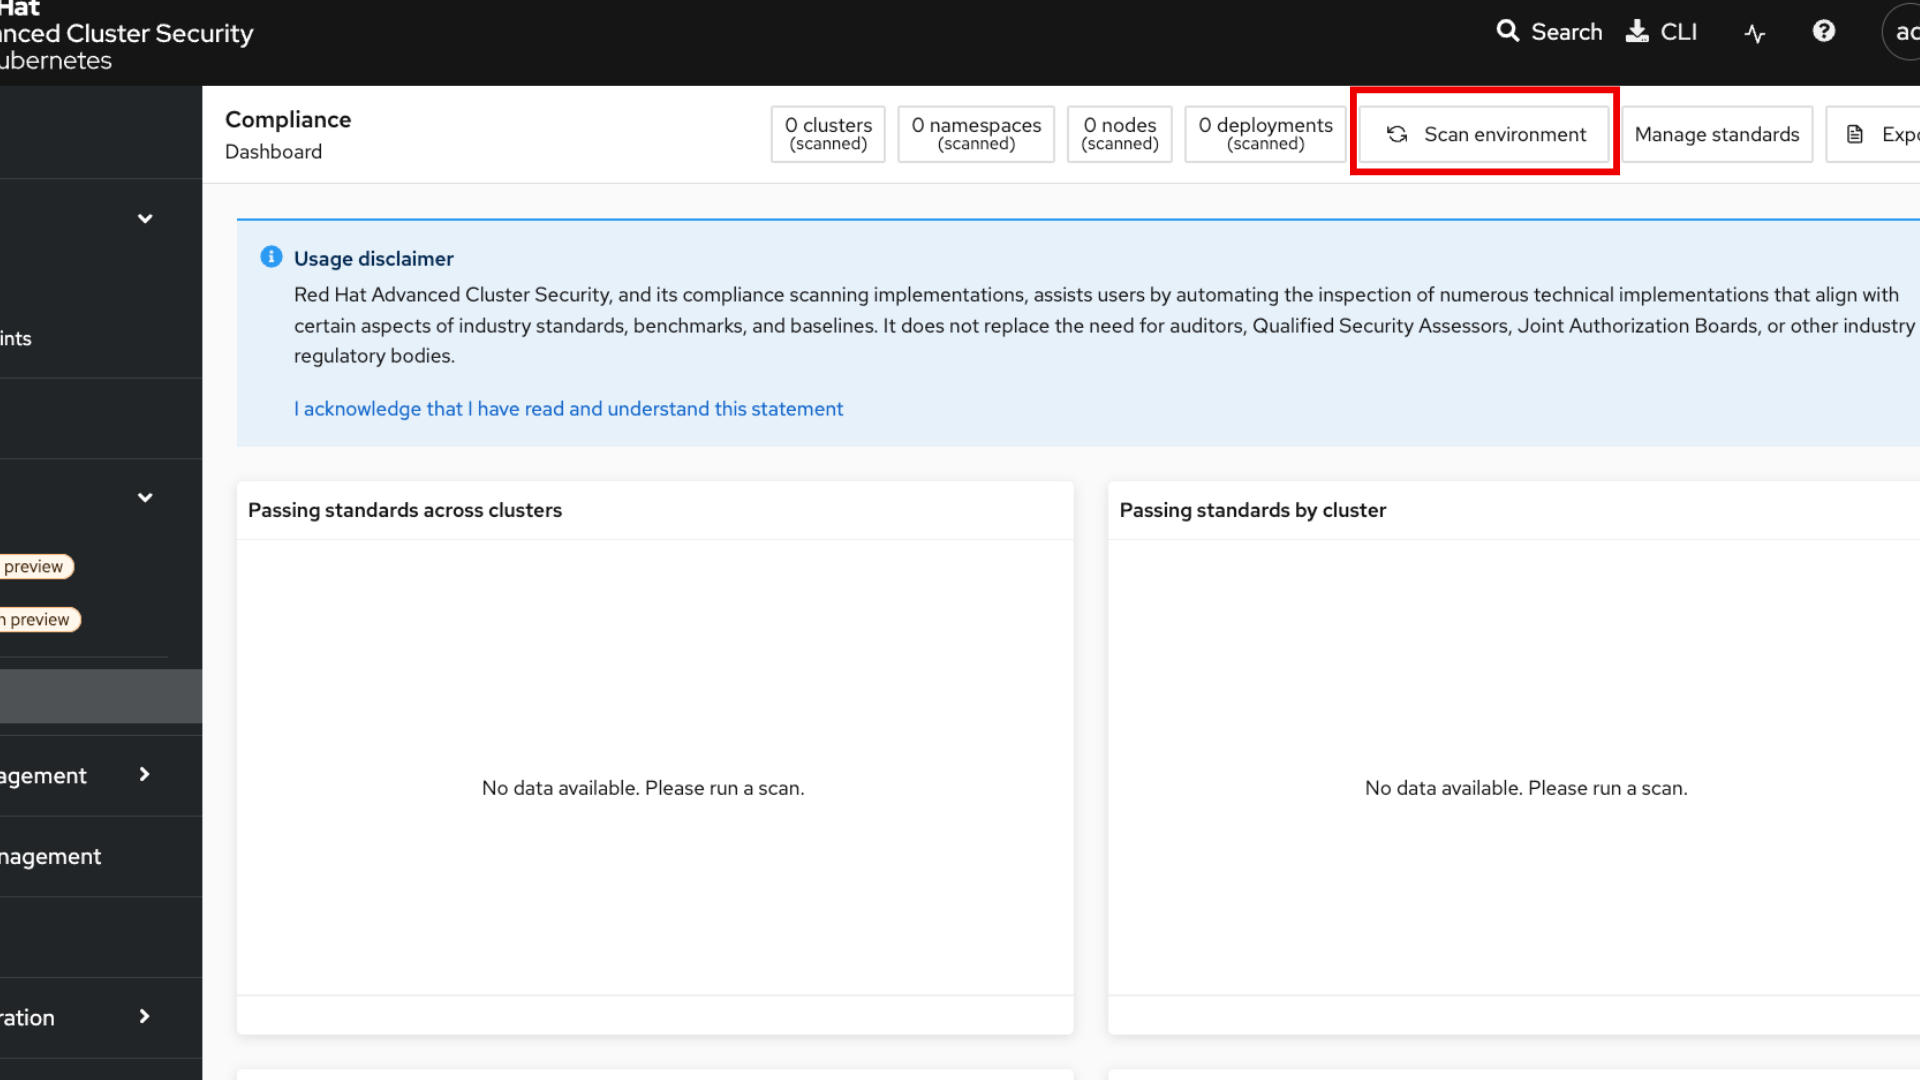 Hat
nced Cluster Security
ubernetes
Search
CLI
Compliance
Dashboard
0 clusters
(scanned)
0 namespaces
(scanned)
0 nodes
(scanned)
0 deployments
(scanned)
Scan environment
Manage standards
Expo
Usage disclaimer
Red Hat Advanced Cluster Security, and its compliance scanning implementations, assists users by automating the inspection of numerous technical implementations that align with
certain aspects of industry standards, benchmarks, and baselines. It does not replace the need for auditors, Qualified Security Assessors, Joint Authorization Boards, or other industry
regulatory bodies.
I acknowledge that I have read and understand this statement
ints
preview
n preview
agement
nagement
ration
Passing standards across clusters
No data available. Please run a scan.
Passing standards by cluster
No data available. Please run a scan.